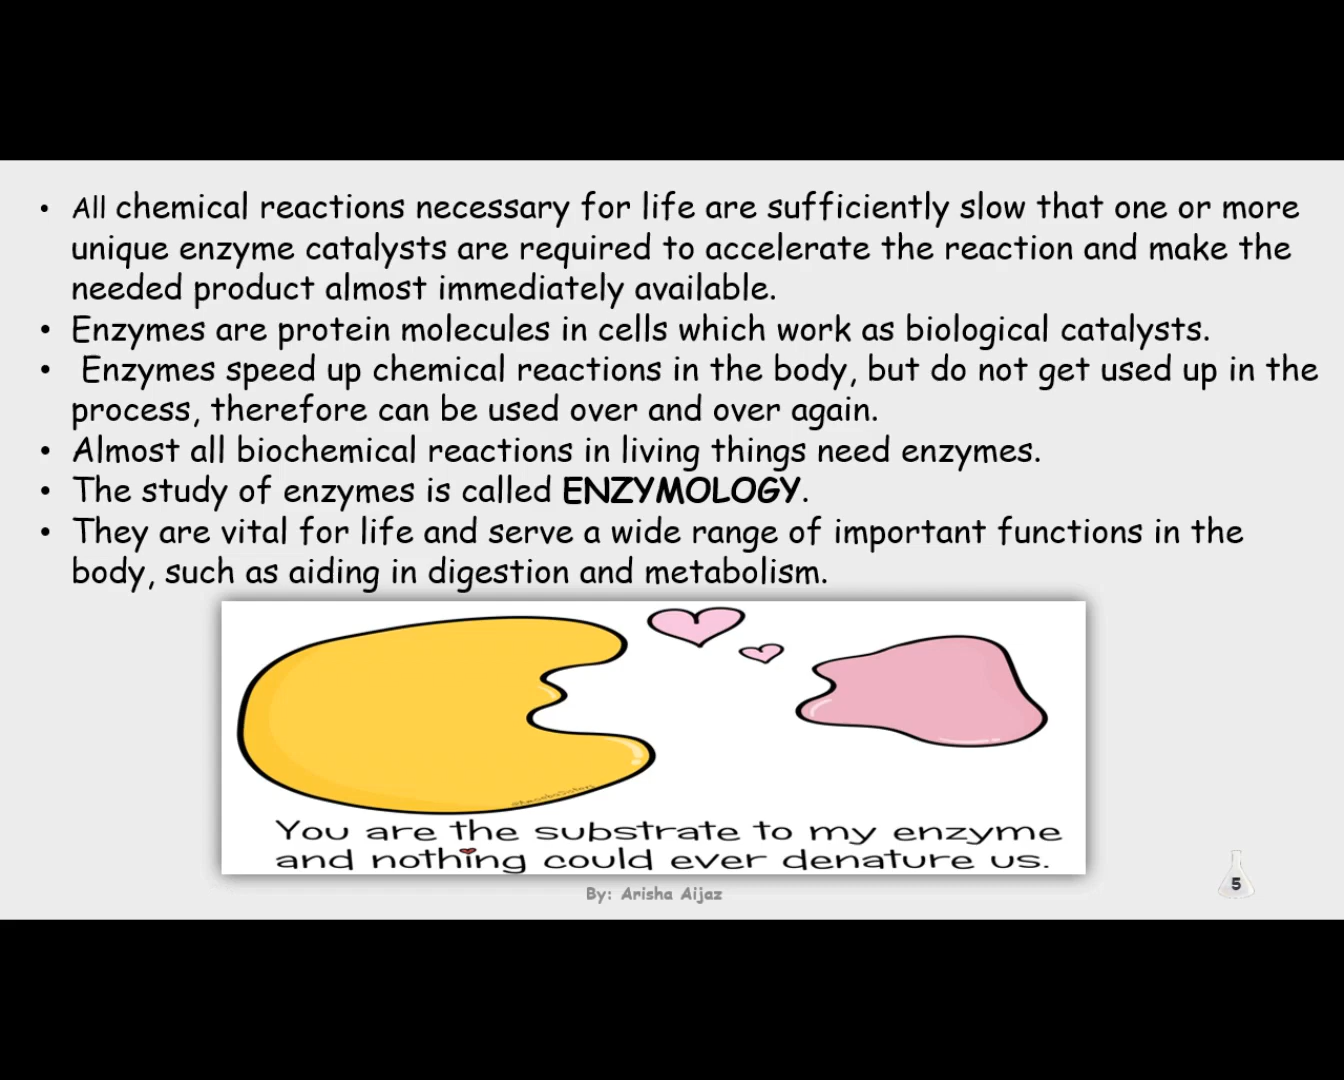 • All chemical reactions necessary for life are sufficiently slow that one or more
unique enzyme catalysts are required to accelerate the reaction and make the
needed product almost immediately available.
• Enzymes are protein molecules in cells which work as biological catalysts.
• Enzymes speed up chemical reactions in the body, but do not get used up in the
process, therefore can be used over and over again.
• Almost all biochemical reactions in living things need enzymes.
• The study of enzymes is called ENZYMOLOGY.
• They are vital for life and serve a wide range of important functions in the
body, such as aiding in digestion and metabolism.
You are the substrate to my enzyme
and nothing could ever denature us.
By: Arisha Aijaz
5